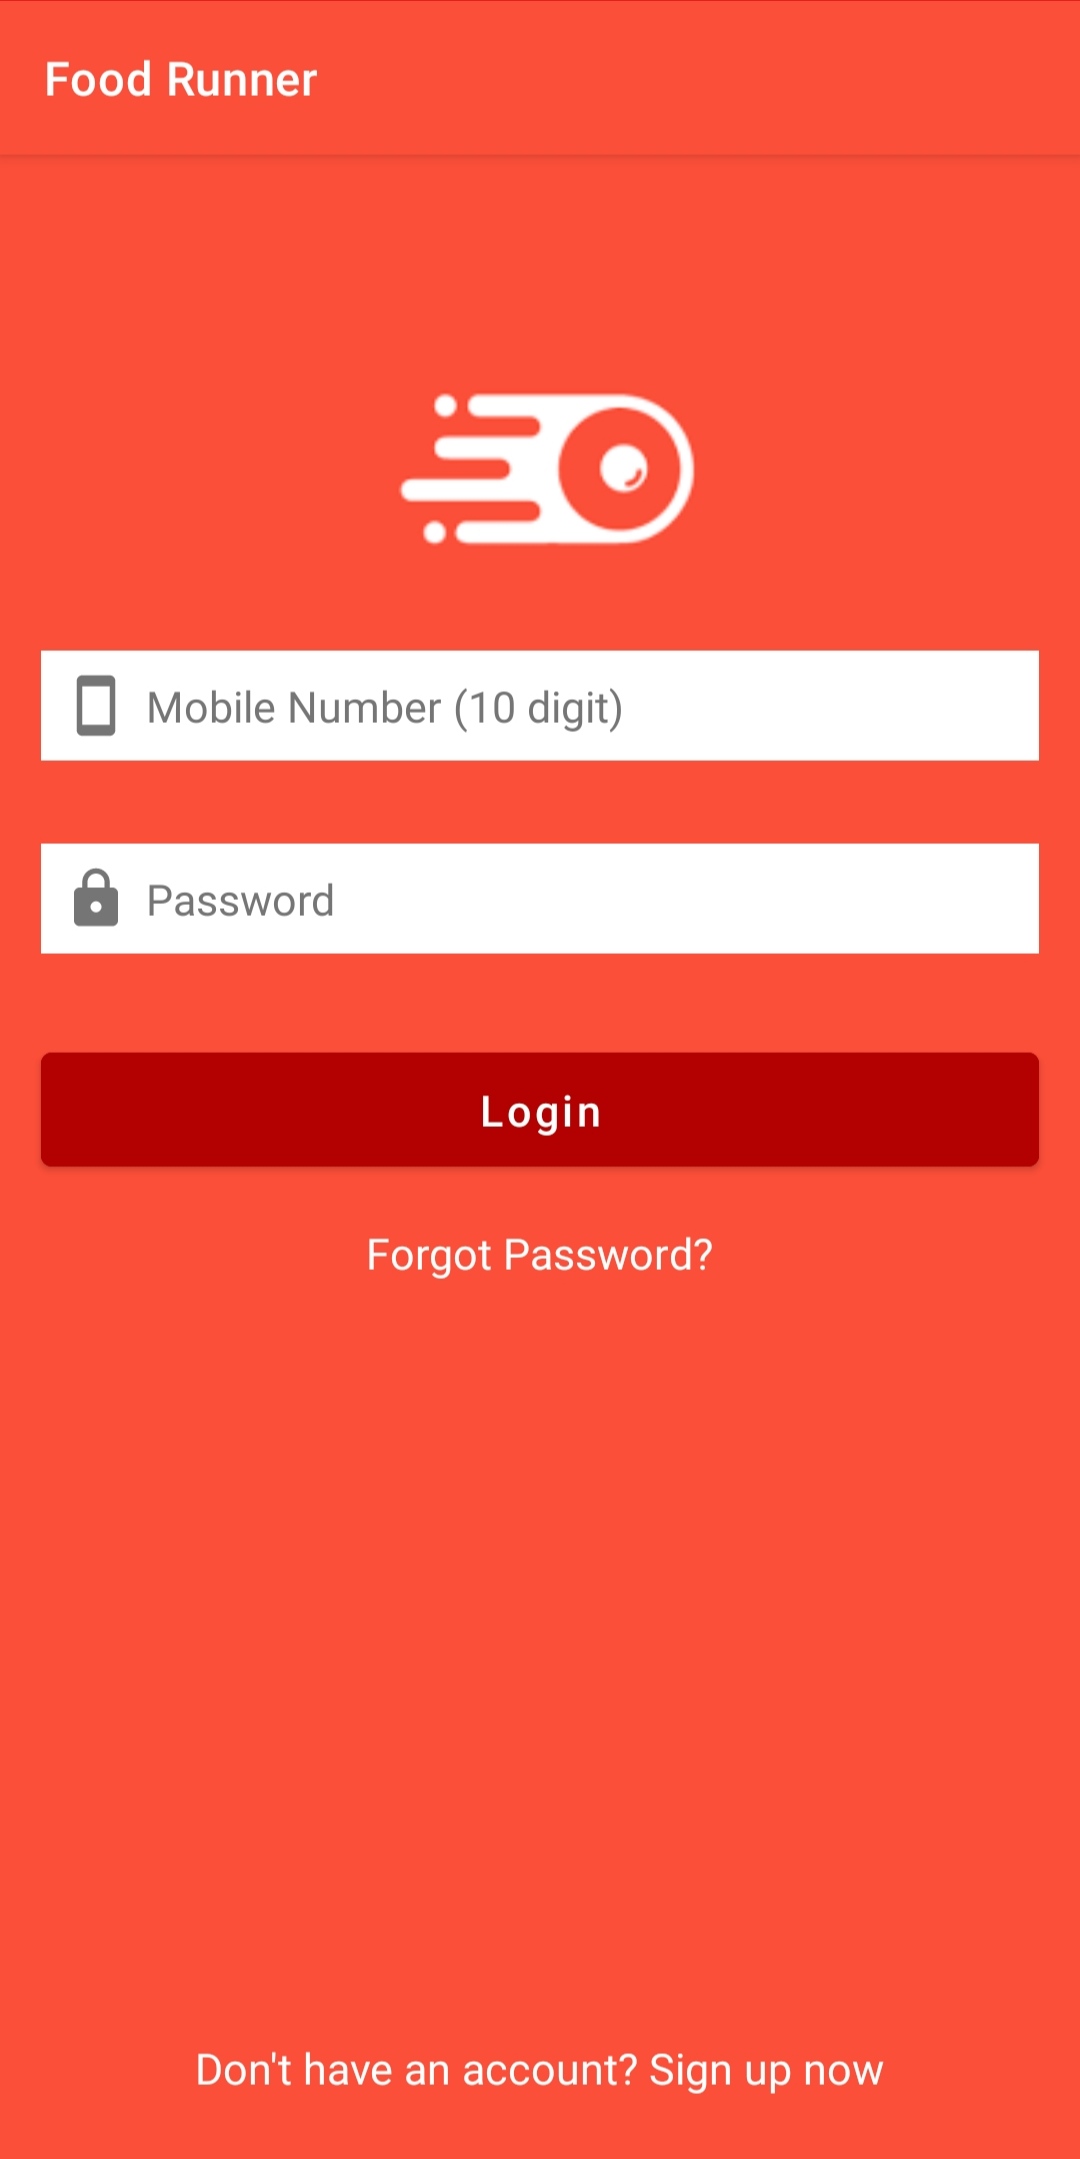 Food Runner
Mobile Number (10 digit)
Password
Login
Forgot Password?
Don't have an account? Sign up now